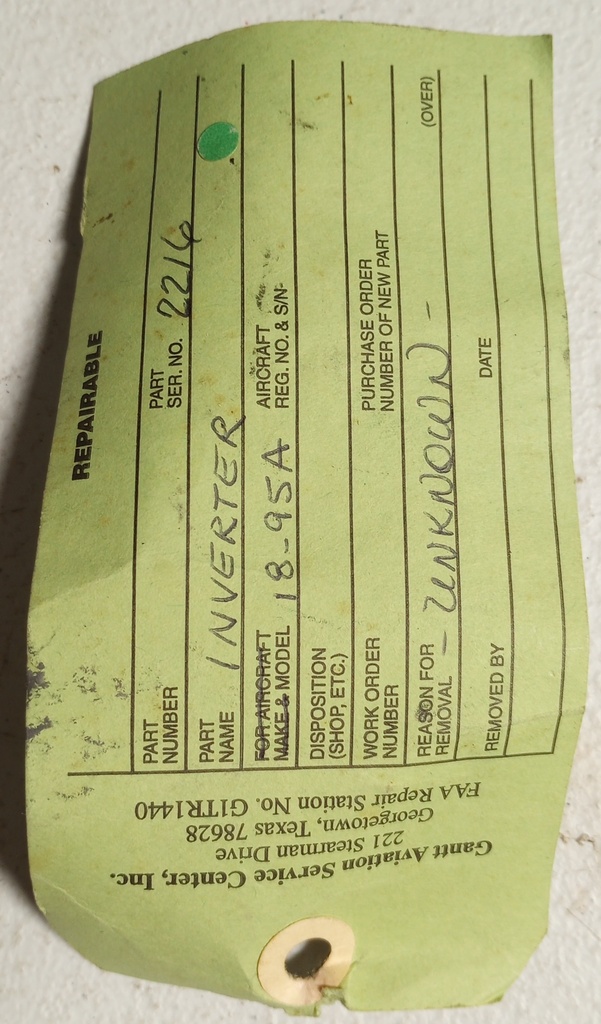 Gantt Aviation Service Center, Inc.
221 Stearman Drive
Georgetown, Texas 78628
FAA Repair Station No. G1TR1440
REPAIRABLE
PART NUMBER PART SER. NO. 2216
PART NAME INVERTER
FOR AIRCRAFT MAKE & MODEL 18-95A AIRCRAFT REG. NO. & S/N-
DISPOSITION (SHOP, ETC.)
WORK ORDER NUMBER PURCHASE ORDER NUMBER OF NEW PART
REASON FOR REMOVAL - UNKNOWN -
REMOVED BY DATE
(OVER)